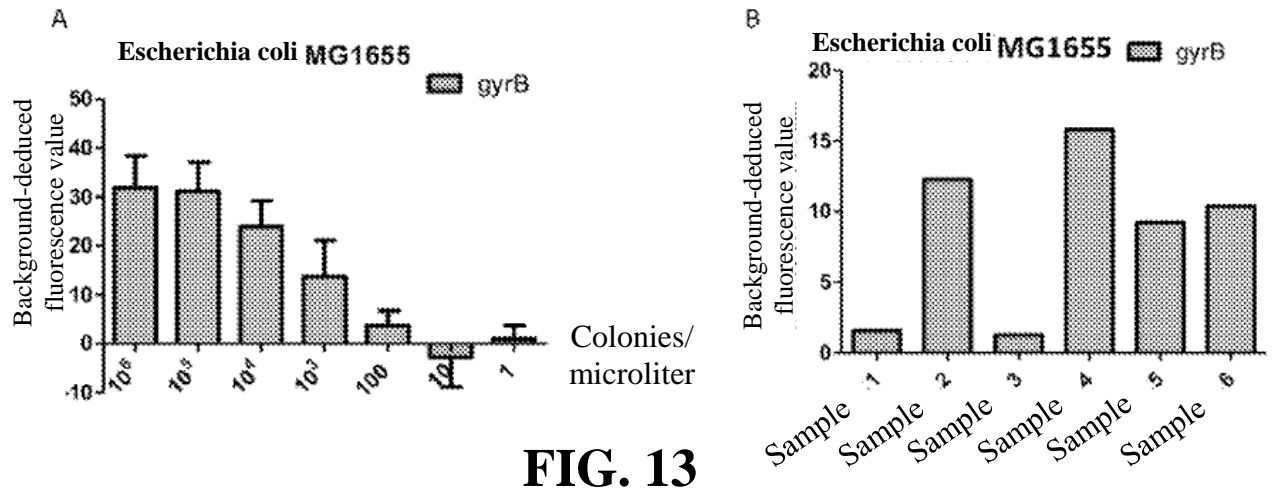 A
Escherichia coli MG1655
gyrB
Background-deduced
fluorescence value
50
40
30
20
10
0
-10
10⁶
10⁵
10⁴
10³
100
10
1
Colonies/
microliter
B
Escherichia coli MG1655
gyrB
Background-deduced
fluorescence value
20
15
10
5
0
Sample 1
Sample 2
Sample 3
Sample 4
Sample 5
Sample 6
FIG. 13